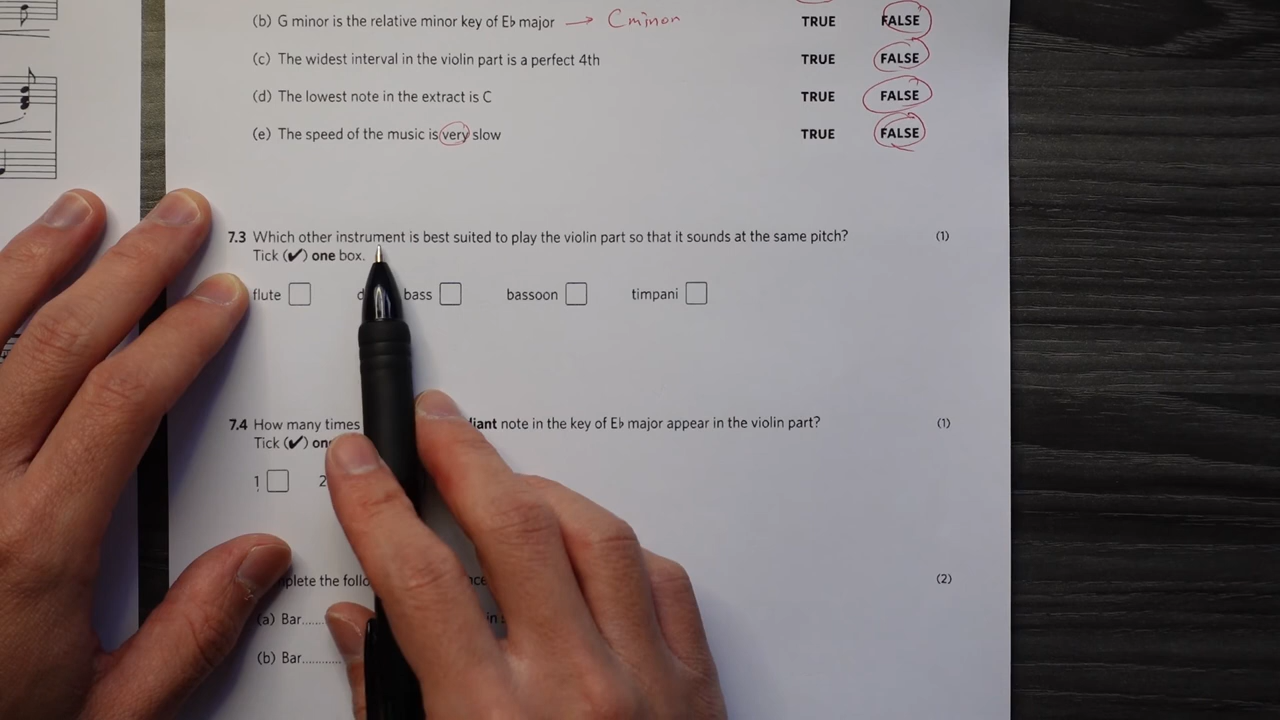 (b) G minor is the relative minor key of E♭ major → C minor TRUE FALSE
(c) The widest interval in the violin part is a perfect 4th TRUE FALSE
(d) The lowest note in the extract is C TRUE FALSE
(e) The speed of the music is very slow TRUE FALSE
7.3 Which other instrument is best suited to play the violin part so that it sounds at the same pitch? (1)
Tick (✔) one box.
flute bass bassoon timpani
7.4 How many times note in the key of E♭ major appear in the violin part? (1)
Tick (✔)
1 2
the (2)
(a) Bar......
(b) Bar............